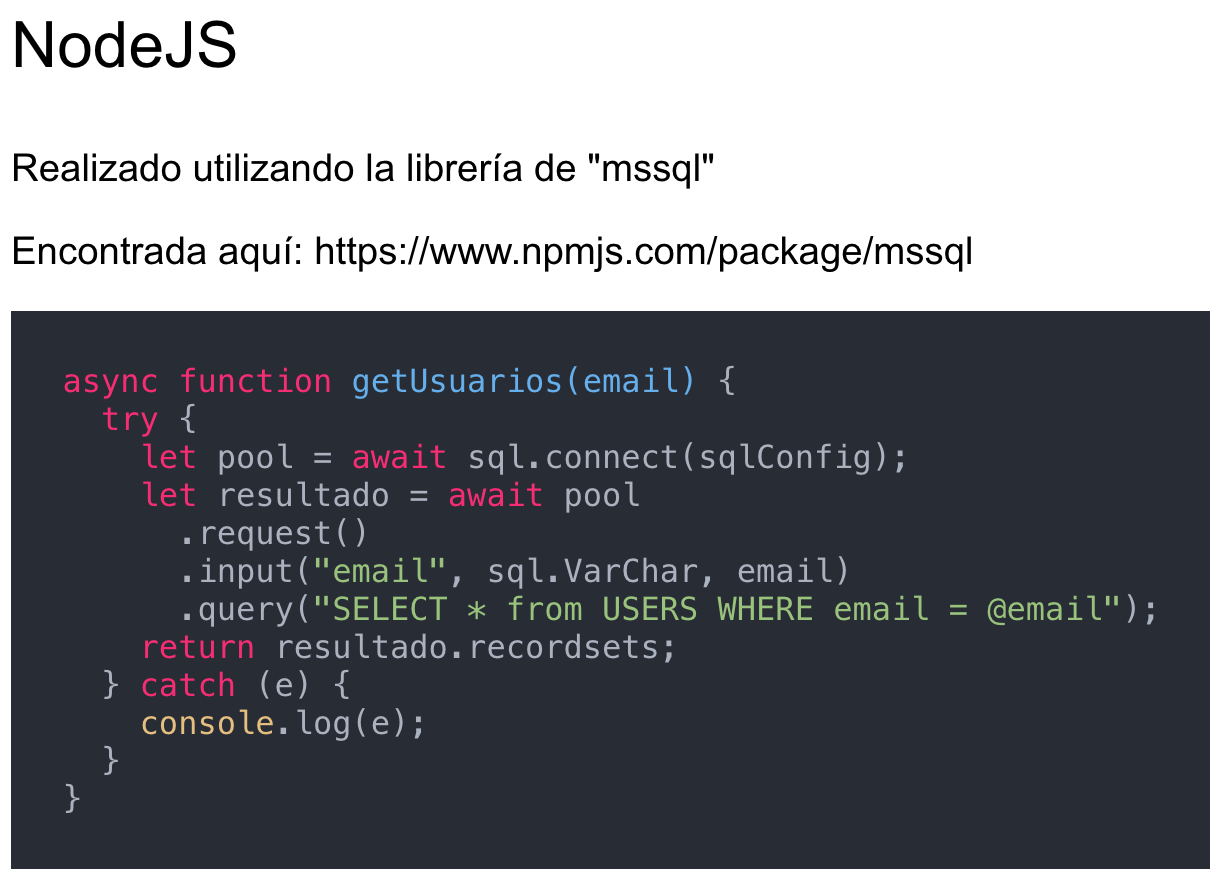 NodeJS
Realizado utilizando la librería de "mssql"
Encontrada aquí: https://www.npmjs.com/package/mssql
async function getUsuarios(email) {
  try {
    let pool = await sql.connect(sqlConfig);
    let resultado = await pool
      .request()
      .input("email", sql.VarChar, email)
      .query("SELECT * from USERS WHERE email = @email");
    return resultado.recordsets;
  } catch (e) {
    console.log(e);
  }
}